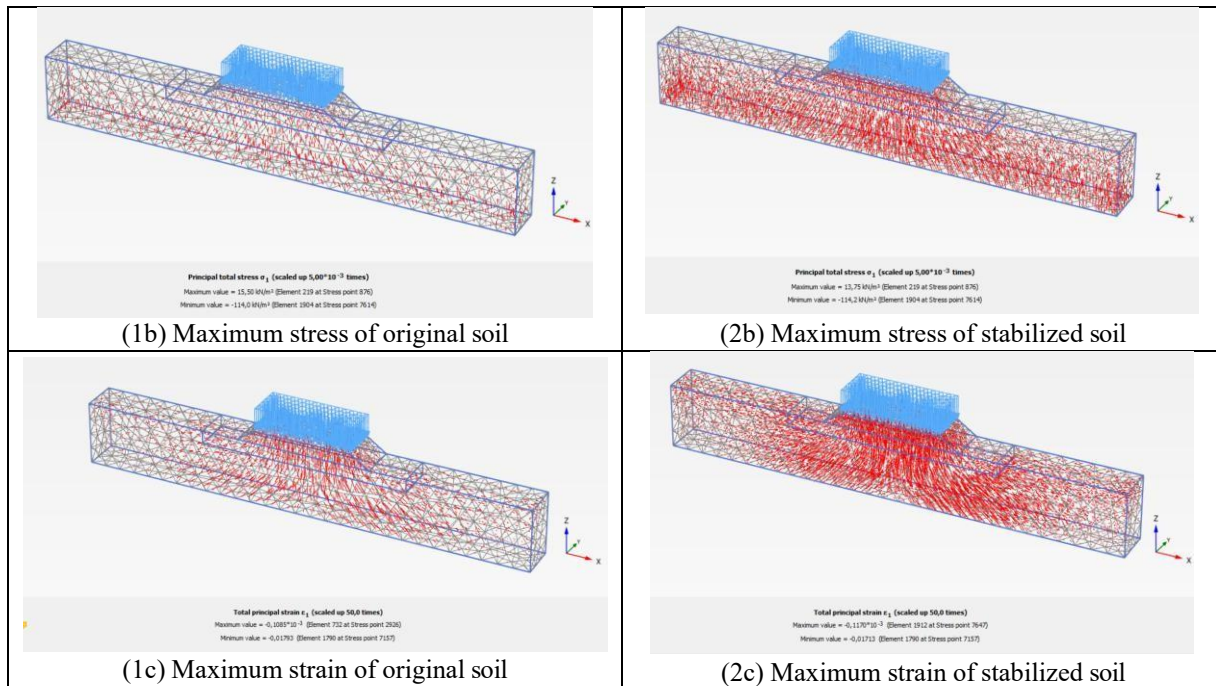 Z
Y
X
Principal total stress σ₁ (scaled up 5,00*10⁻³ times)
Maximum value = 15,50 kN/m² (Element 219 at Stress point 876)
Minimum value = -114,0 kN/m² (Element 1904 at Stress point 7614)
(1b) Maximum stress of original soil
Z
Y
X
Principal total stress σ₁ (scaled up 5,00*10⁻³ times)
Maximum value = 13,75 kN/m² (Element 219 at Stress point 876)
Minimum value = -114,2 kN/m² (Element 1904 at Stress point 7614)
(2b) Maximum stress of stabilized soil
Z
Y
X
Total principal strain ε₁ (scaled up 50,0 times)
Maximum value = -0,1085*10⁻³ (Element 732 at Stress point 2926)
Minimum value = -0,01793 (Element 1790 at Stress point 7157)
(1c) Maximum strain of original soil
Z
Y
X
Total principal strain ε₁ (scaled up 50,0 times)
Maximum value = -0,1170*10⁻³ (Element 1912 at Stress point 7647)
Minimum value = -0,01713 (Element 1790 at Stress point 7157)
(2c) Maximum strain of stabilized soil